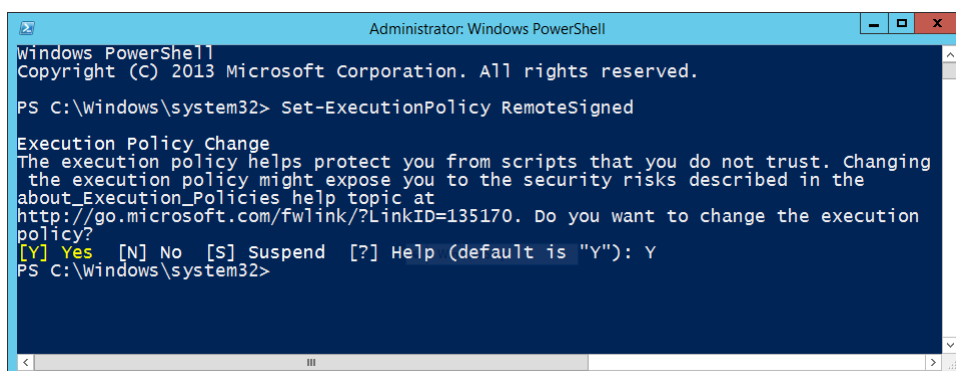 Administrator: Windows PowerShell
Windows PowerShell
Copyright (C) 2013 Microsoft Corporation. All rights reserved.
PS C:\Windows\system32> Set-ExecutionPolicy RemoteSigned
Execution Policy Change
The execution policy helps protect you from scripts that you do not trust. Changing
the execution policy might expose you to the security risks described in the
about_Execution_Policies help topic at
http://go.microsoft.com/fwlink/?LinkID=135170. Do you want to change the execution
policy?
[Y] Yes  [N] No  [S] Suspend  [?] Help (default is "Y"): Y
PS C:\Windows\system32>